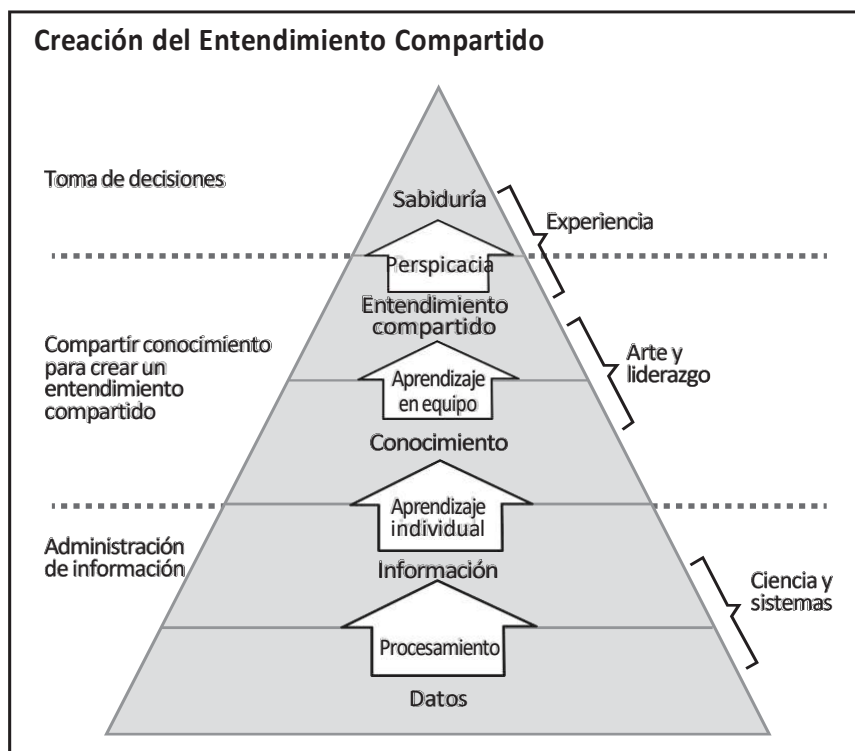 Creación del Entendimiento Compartido
Toma de decisiones
Sabiduría
Experiencia
Perspicacia
Entendimiento
compartido
Compartir conocimiento
para crear un
entendimiento
compartido
Arte y
liderazgo
Aprendizaje
en equipo
Conocimiento
Aprendizaje
individual
Administración
de información
Información
Ciencia y
sistemas
Procesamiento
Datos